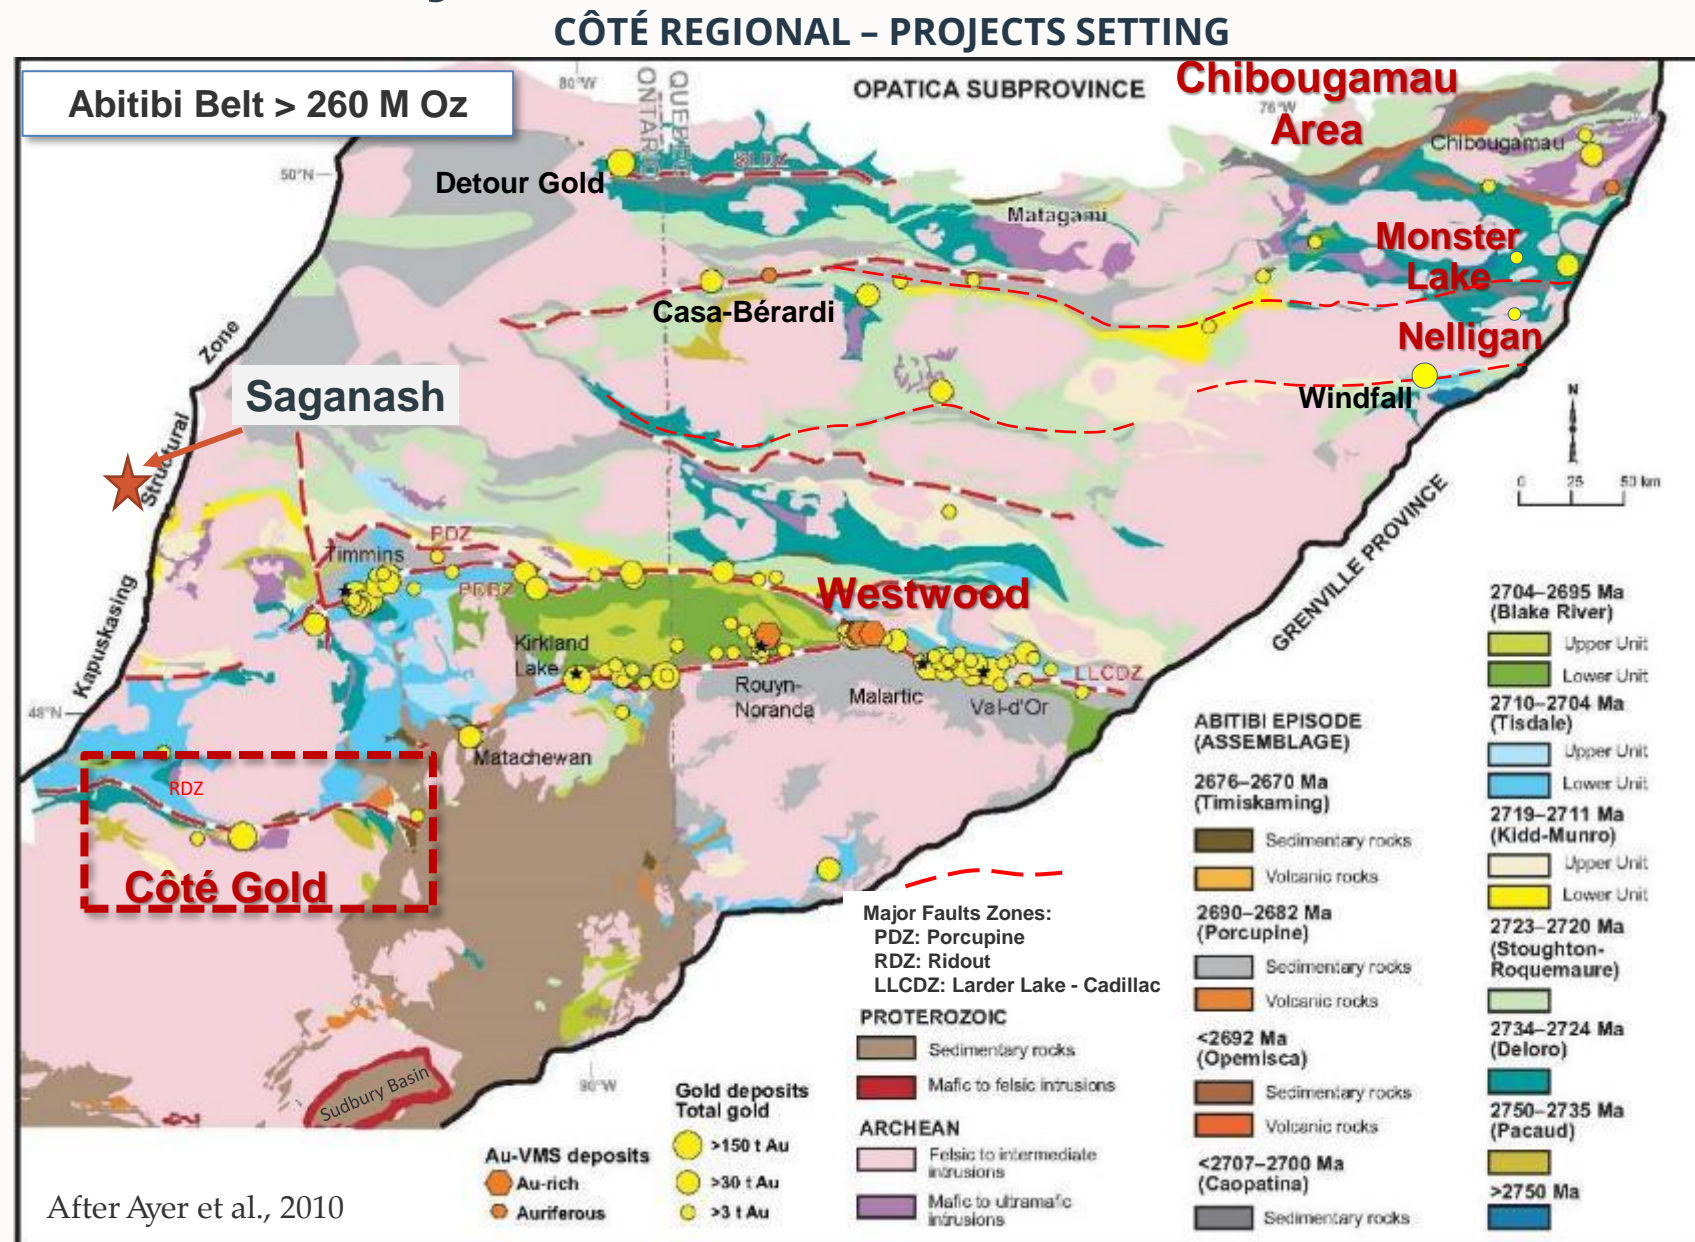 CÔTÉ REGIONAL – PROJECTS SETTING
Abitibi Belt > 260 M Oz
80°W
ONTARIO
QUEBEC
OPATICA SUBPROVINCE
Chibougamau
Area
76°W
Chibougamau
50°N
Detour Gold
SLDZ
Matagami
Monster
Lake
Casa-Bérardi
Nelligan
Windfall
Zone
Saganash
Structural
N
0 25 50 km
GRENVILLE PROVINCE
PDZ
Timmins
PDDZ
Westwood
Kapuskasing
Kirkland
Lake
LLCDZ
Rouyn-
Noranda
Malartic
Val-d'Or
48°N
Matachewan
RDZ
Côté Gold
Sudbury Basin
80°W
After Ayer et al., 2010
Au-VMS deposits
Au-rich
Auriferous
Gold deposits
Total gold
>150 t Au
>30 t Au
>3 t Au
Major Faults Zones:
PDZ: Porcupine
RDZ: Ridout
LLCDZ: Larder Lake - Cadillac
PROTEROZOIC
Sedimentary rocks
Mafic to felsic intrusions
ARCHEAN
Felsic to intermediate
intrusions
Mafic to ultramafic
intrusions
ABITIBI EPISODE
(ASSEMBLAGE)
2676–2670 Ma
(Timiskaming)
Sedimentary rocks
Volcanic rocks
2690–2682 Ma
(Porcupine)
Sedimentary rocks
Volcanic rocks
<2692 Ma
(Opemisca)
Sedimentary rocks
Volcanic rocks
<2707–2700 Ma
(Caopatina)
Sedimentary rocks
2704–2695 Ma
(Blake River)
Upper Unit
Lower Unit
2710–2704 Ma
(Tisdale)
Upper Unit
Lower Unit
2719–2711 Ma
(Kidd-Munro)
Upper Unit
Lower Unit
2723–2720 Ma
(Stoughton-
Roquemaure)
2734–2724 Ma
(Deloro)
2750–2735 Ma
(Pacaud)
>2750 Ma